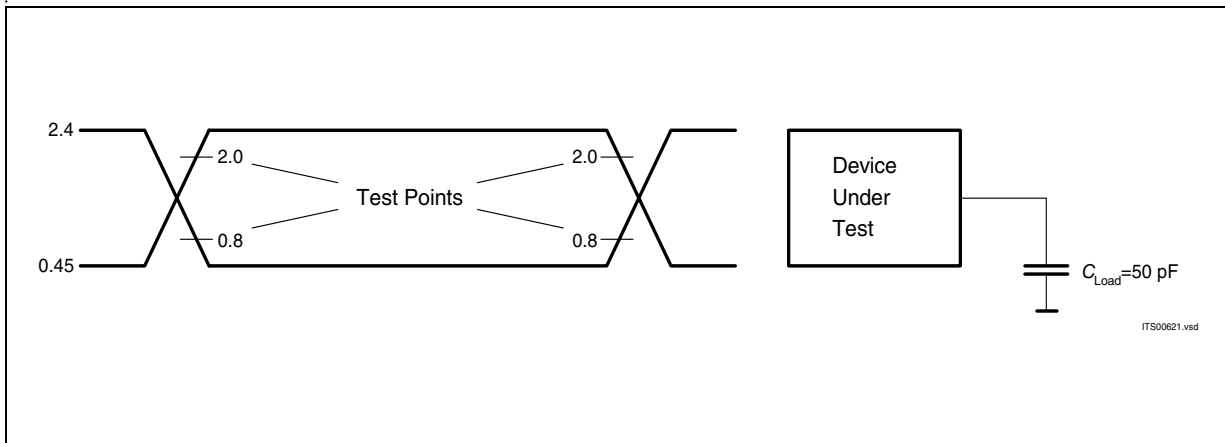 2.4
2.0
2.0
Test Points
0.8
0.8
0.45
Device
Under
Test
C Load=50 pF
ITS00621.vsd